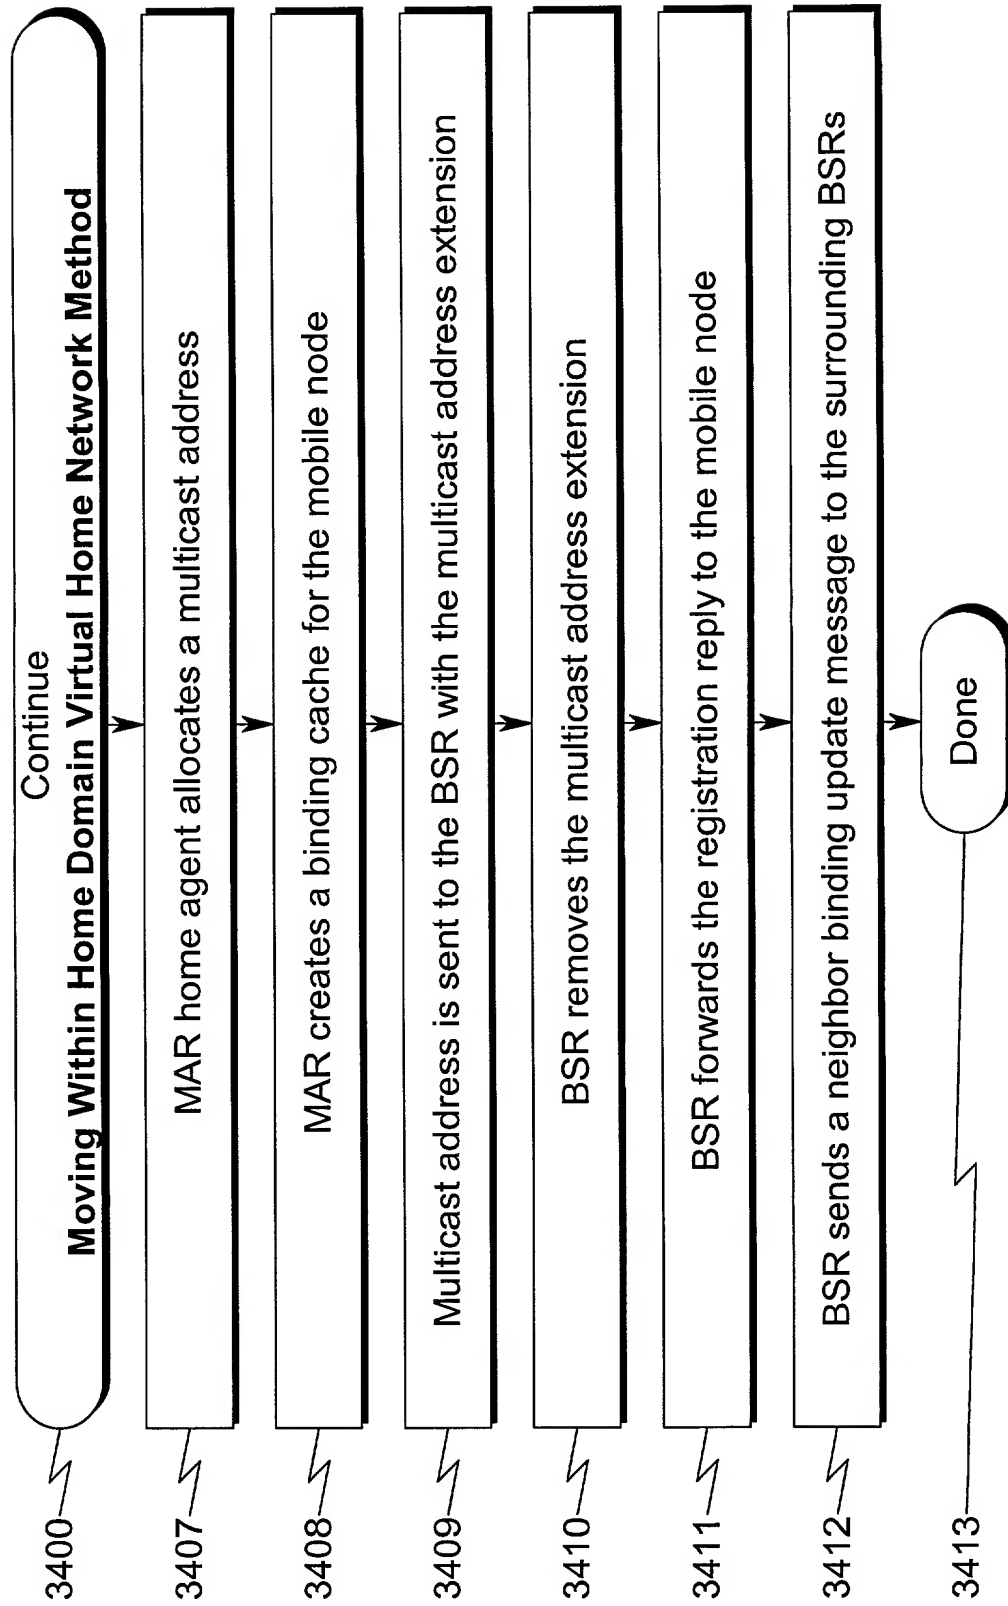 Continue
3400
Moving Within Home Domain Virtual Home Network Method
3407
MAR home agent allocates a multicast address
3408
MAR creates a binding cache for the mobile node
3409
Multicast address is sent to the BSR with the multicast address extension
3410
BSR removes the multicast address extension
3411
BSR forwards the registration reply to the mobile node
3412
BSR sends a neighbor binding update message to the surrounding BSRs
3413
Done